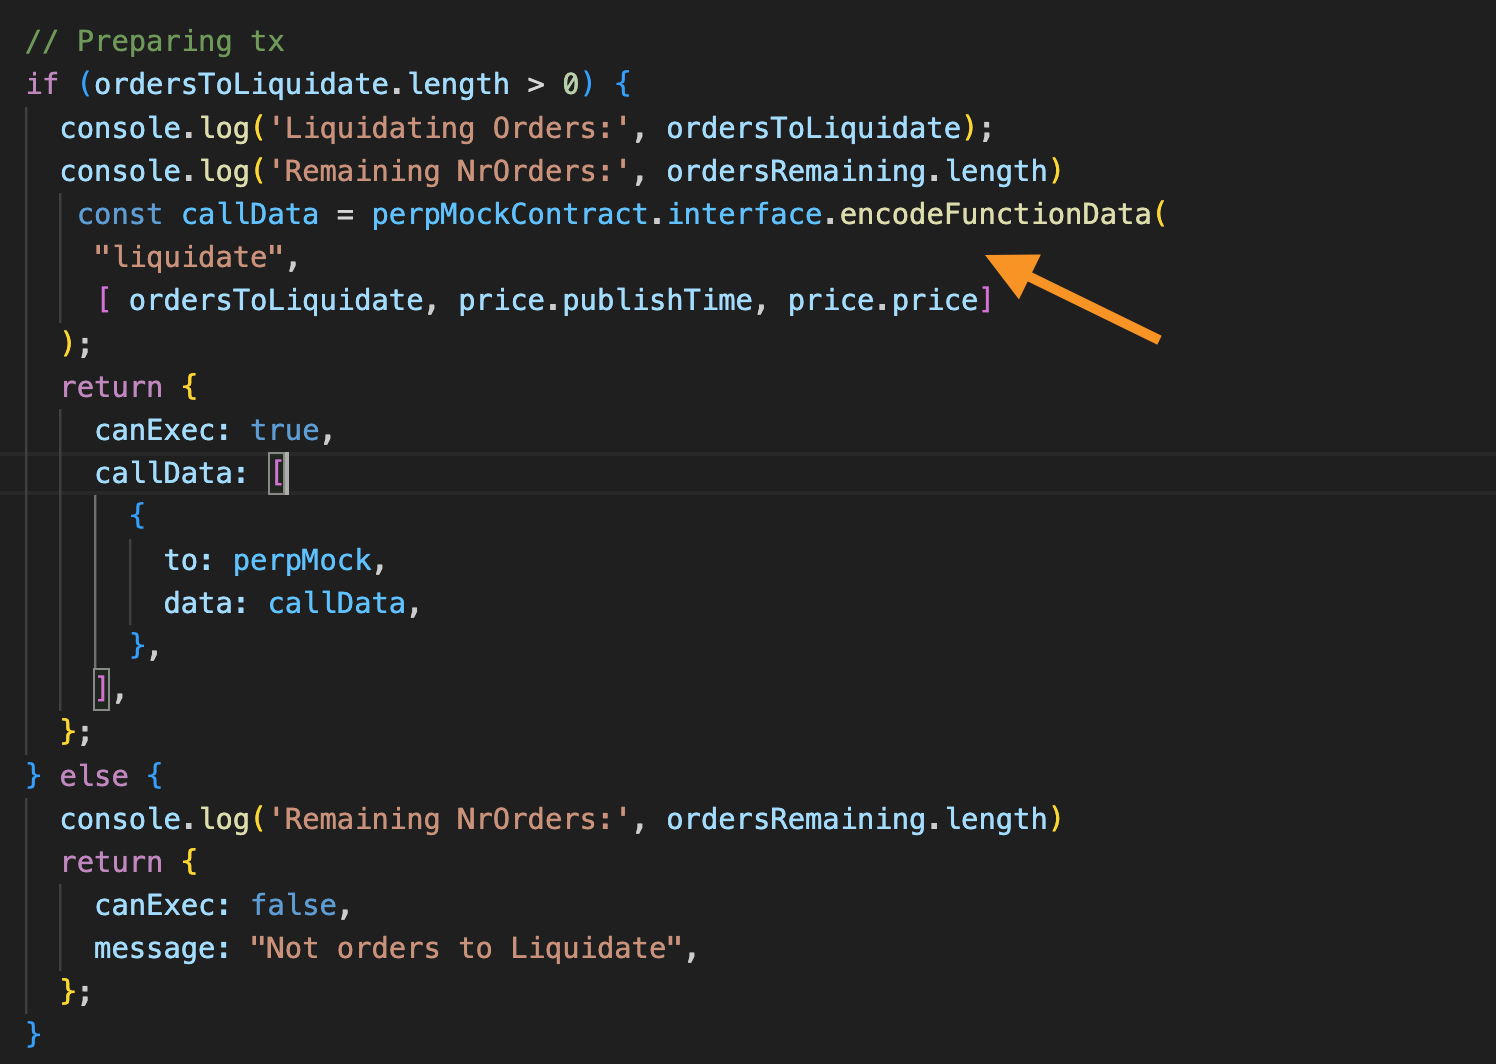 // Preparing tx
if (ordersToLiquidate.length > 0) {
  console.log('Liquidating Orders:', ordersToLiquidate);
  console.log('Remaining NrOrders:', ordersRemaining.length)
   const callData = perpMockContract.interface.encodeFunctionData(
    "liquidate",
    [ ordersToLiquidate, price.publishTime, price.price]
  );
  return {
    canExec: true,
    callData: [
      {
        to: perpMock,
        data: callData,
      },
    ],
  };
} else {
  console.log('Remaining NrOrders:', ordersRemaining.length)
  return {
    canExec: false,
    message: "Not orders to Liquidate",
  };
}